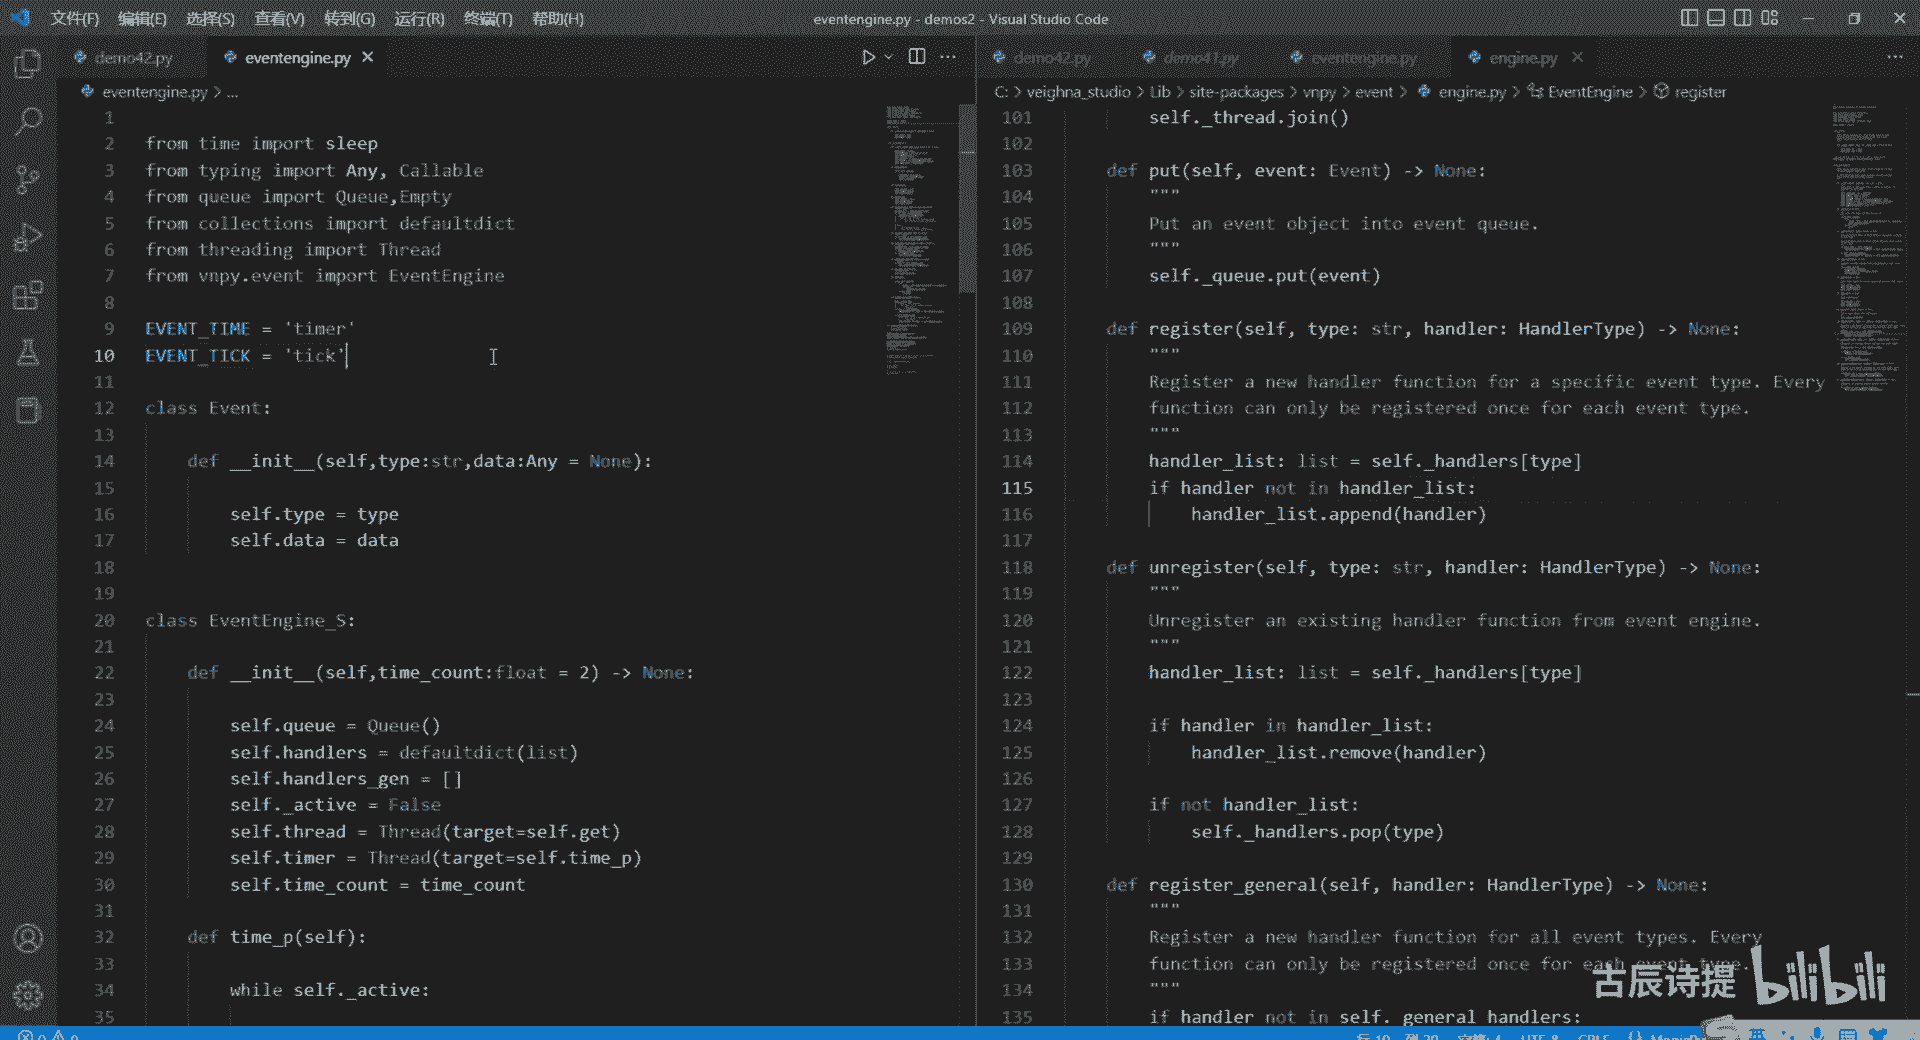 文件(F) 编辑(E) 选择(S) 查看(V) 转到(G) 运行(R) 终端(T) 帮助(H)
eventengine.py - demos2 - Visual Studio Code
demo42.py
eventengine.py
eventengine.py > ...
1
2 from time import sleep
3 from typing import Any, Callable
4 from queue import Queue,Empty
5 from collections import defaultdict
6 from threading import Thread
7 from vnpy.event import EventEngine
8
9 EVENT_TIME = 'timer'
10 EVENT_TICK = 'tick'
11
12 class Event:
13
14 def __init__(self,type:str,data:Any = None):
15
16 self.type = type
17 self.data = data
18
19
20 class EventEngine_S:
21
22 def __init__(self,time_count:float = 2) -> None:
23
24 self.queue = Queue()
25 self.handlers = defaultdict(list)
26 self.handlers_gen = []
27 self._active = False
28 self.thread = Thread(target=self.get)
29 self.timer = Thread(target=self.time_p)
30 self.time_count = time_count
31
32 def time_p(self):
33
34 while self._active:
35
demo42.py
demo41.py
eventengine.py
engine.py
C: > veighna_studio > Lib > site-packages > vnpy > event > engine.py > EventEngine > register
101 self._thread.join()
102
103 def put(self, event: Event) -> None:
104 """
105 Put an event object into event queue.
106 """
107 self._queue.put(event)
108
109 def register(self, type: str, handler: HandlerType) -> None:
110 """
111 Register a new handler function for a specific event type. Every
112 function can only be registered once for each event type.
113 """
114 handler_list: list = self._handlers[type]
115 if handler not in handler_list:
116 handler_list.append(handler)
117
118 def unregister(self, type: str, handler: HandlerType) -> None:
119 """
120 Unregister an existing handler function from event engine.
121 """
122 handler_list: list = self._handlers[type]
123
124 if handler in handler_list:
125 handler_list.remove(handler)
126
127 if not handler_list:
128 self._handlers.pop(type)
129
130 def register_general(self, handler: HandlerType) -> None:
131 """
132 Register a new handler function for all event types. Every
133 function can only be registered once for each event type.
134 """
135 if handler not in self._general_handlers:
古辰诗提 bilibili